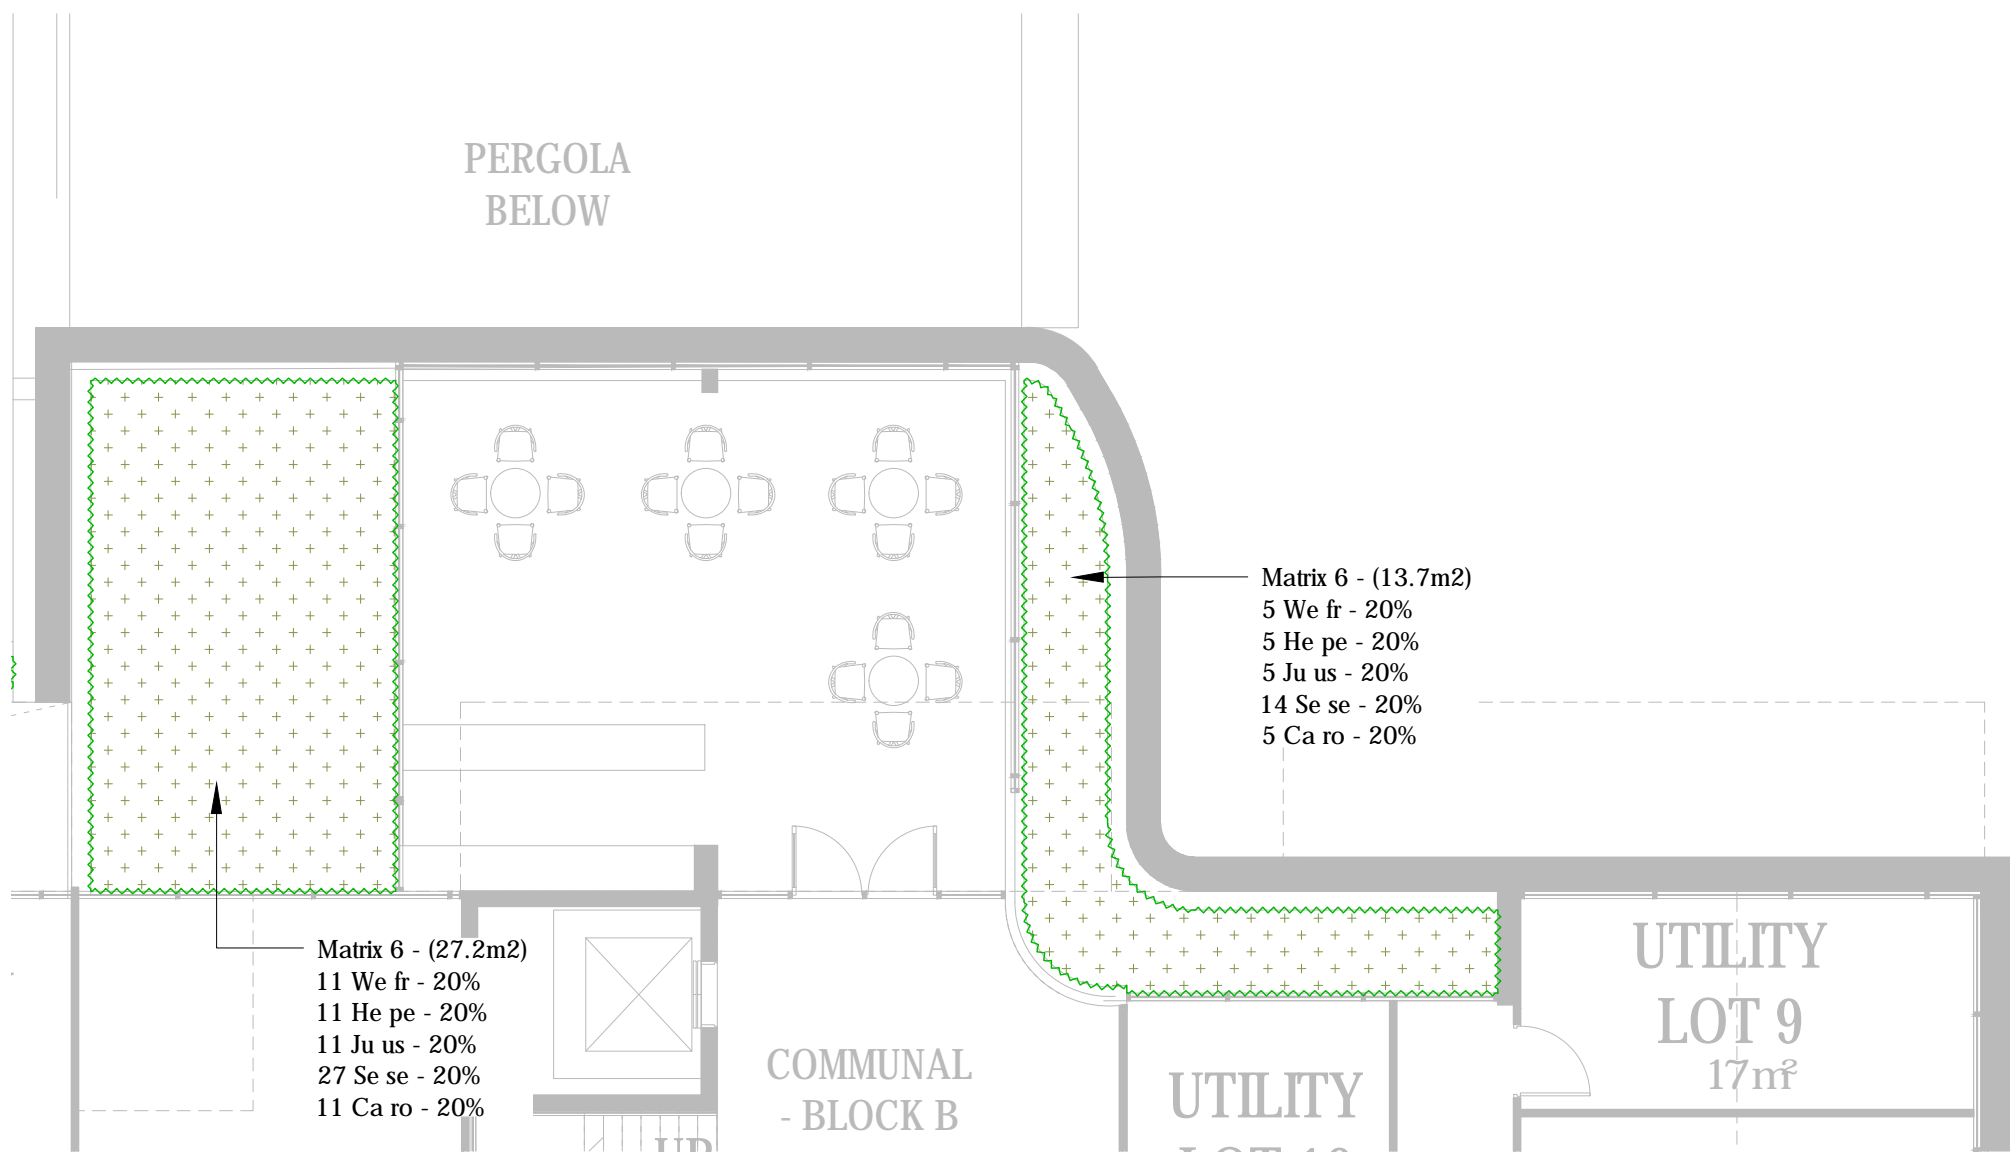 PERGOLA
BELOW
Matrix 6 - (13.7m2)
5 We fr - 20%
5 He pe - 20%
5 Ju us - 20%
14 Se se - 20%
5 Ca ro - 20%
Matrix 6 - (27.2m2)
11 We fr - 20%
11 He pe - 20%
11 Ju us - 20%
27 Se se - 20%
11 Ca ro - 20%
COMMUNAL
- BLOCK B
UP
UTILITY
LOT 10
UTILITY
LOT 9
17m²